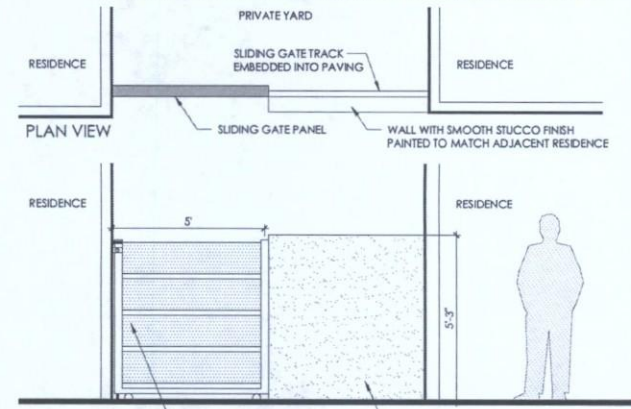 PRIVATE YARD
RESIDENCE
SLIDING GATE TRACK
EMBEDDED INTO PAVING
RESIDENCE
PLAN VIEW
SLIDING GATE PANEL
WALL WITH SMOOTH STUCCO FINISH
PAINTED TO MATCH ADJACENT RESIDENCE
RESIDENCE
RESIDENCE
5'
5'-3"